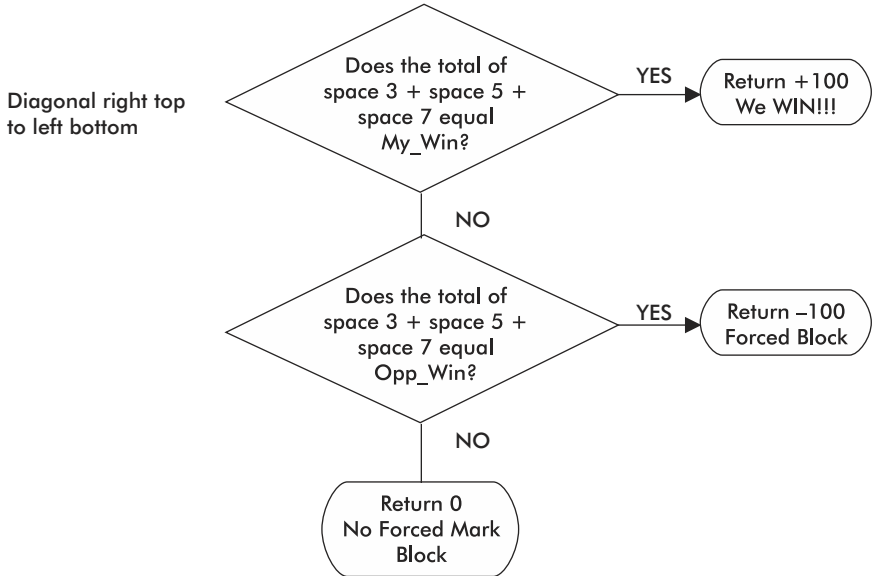 Diagonal right top
to left bottom
Does the total of
space 3 + space 5 +
space 7 equal
My_Win?
YES
Return +100
We WIN!!!
NO
Does the total of
space 3 + space 5 +
space 7 equal
Opp_Win?
YES
Return –100
Forced Block
NO
Return 0
No Forced Mark
Block